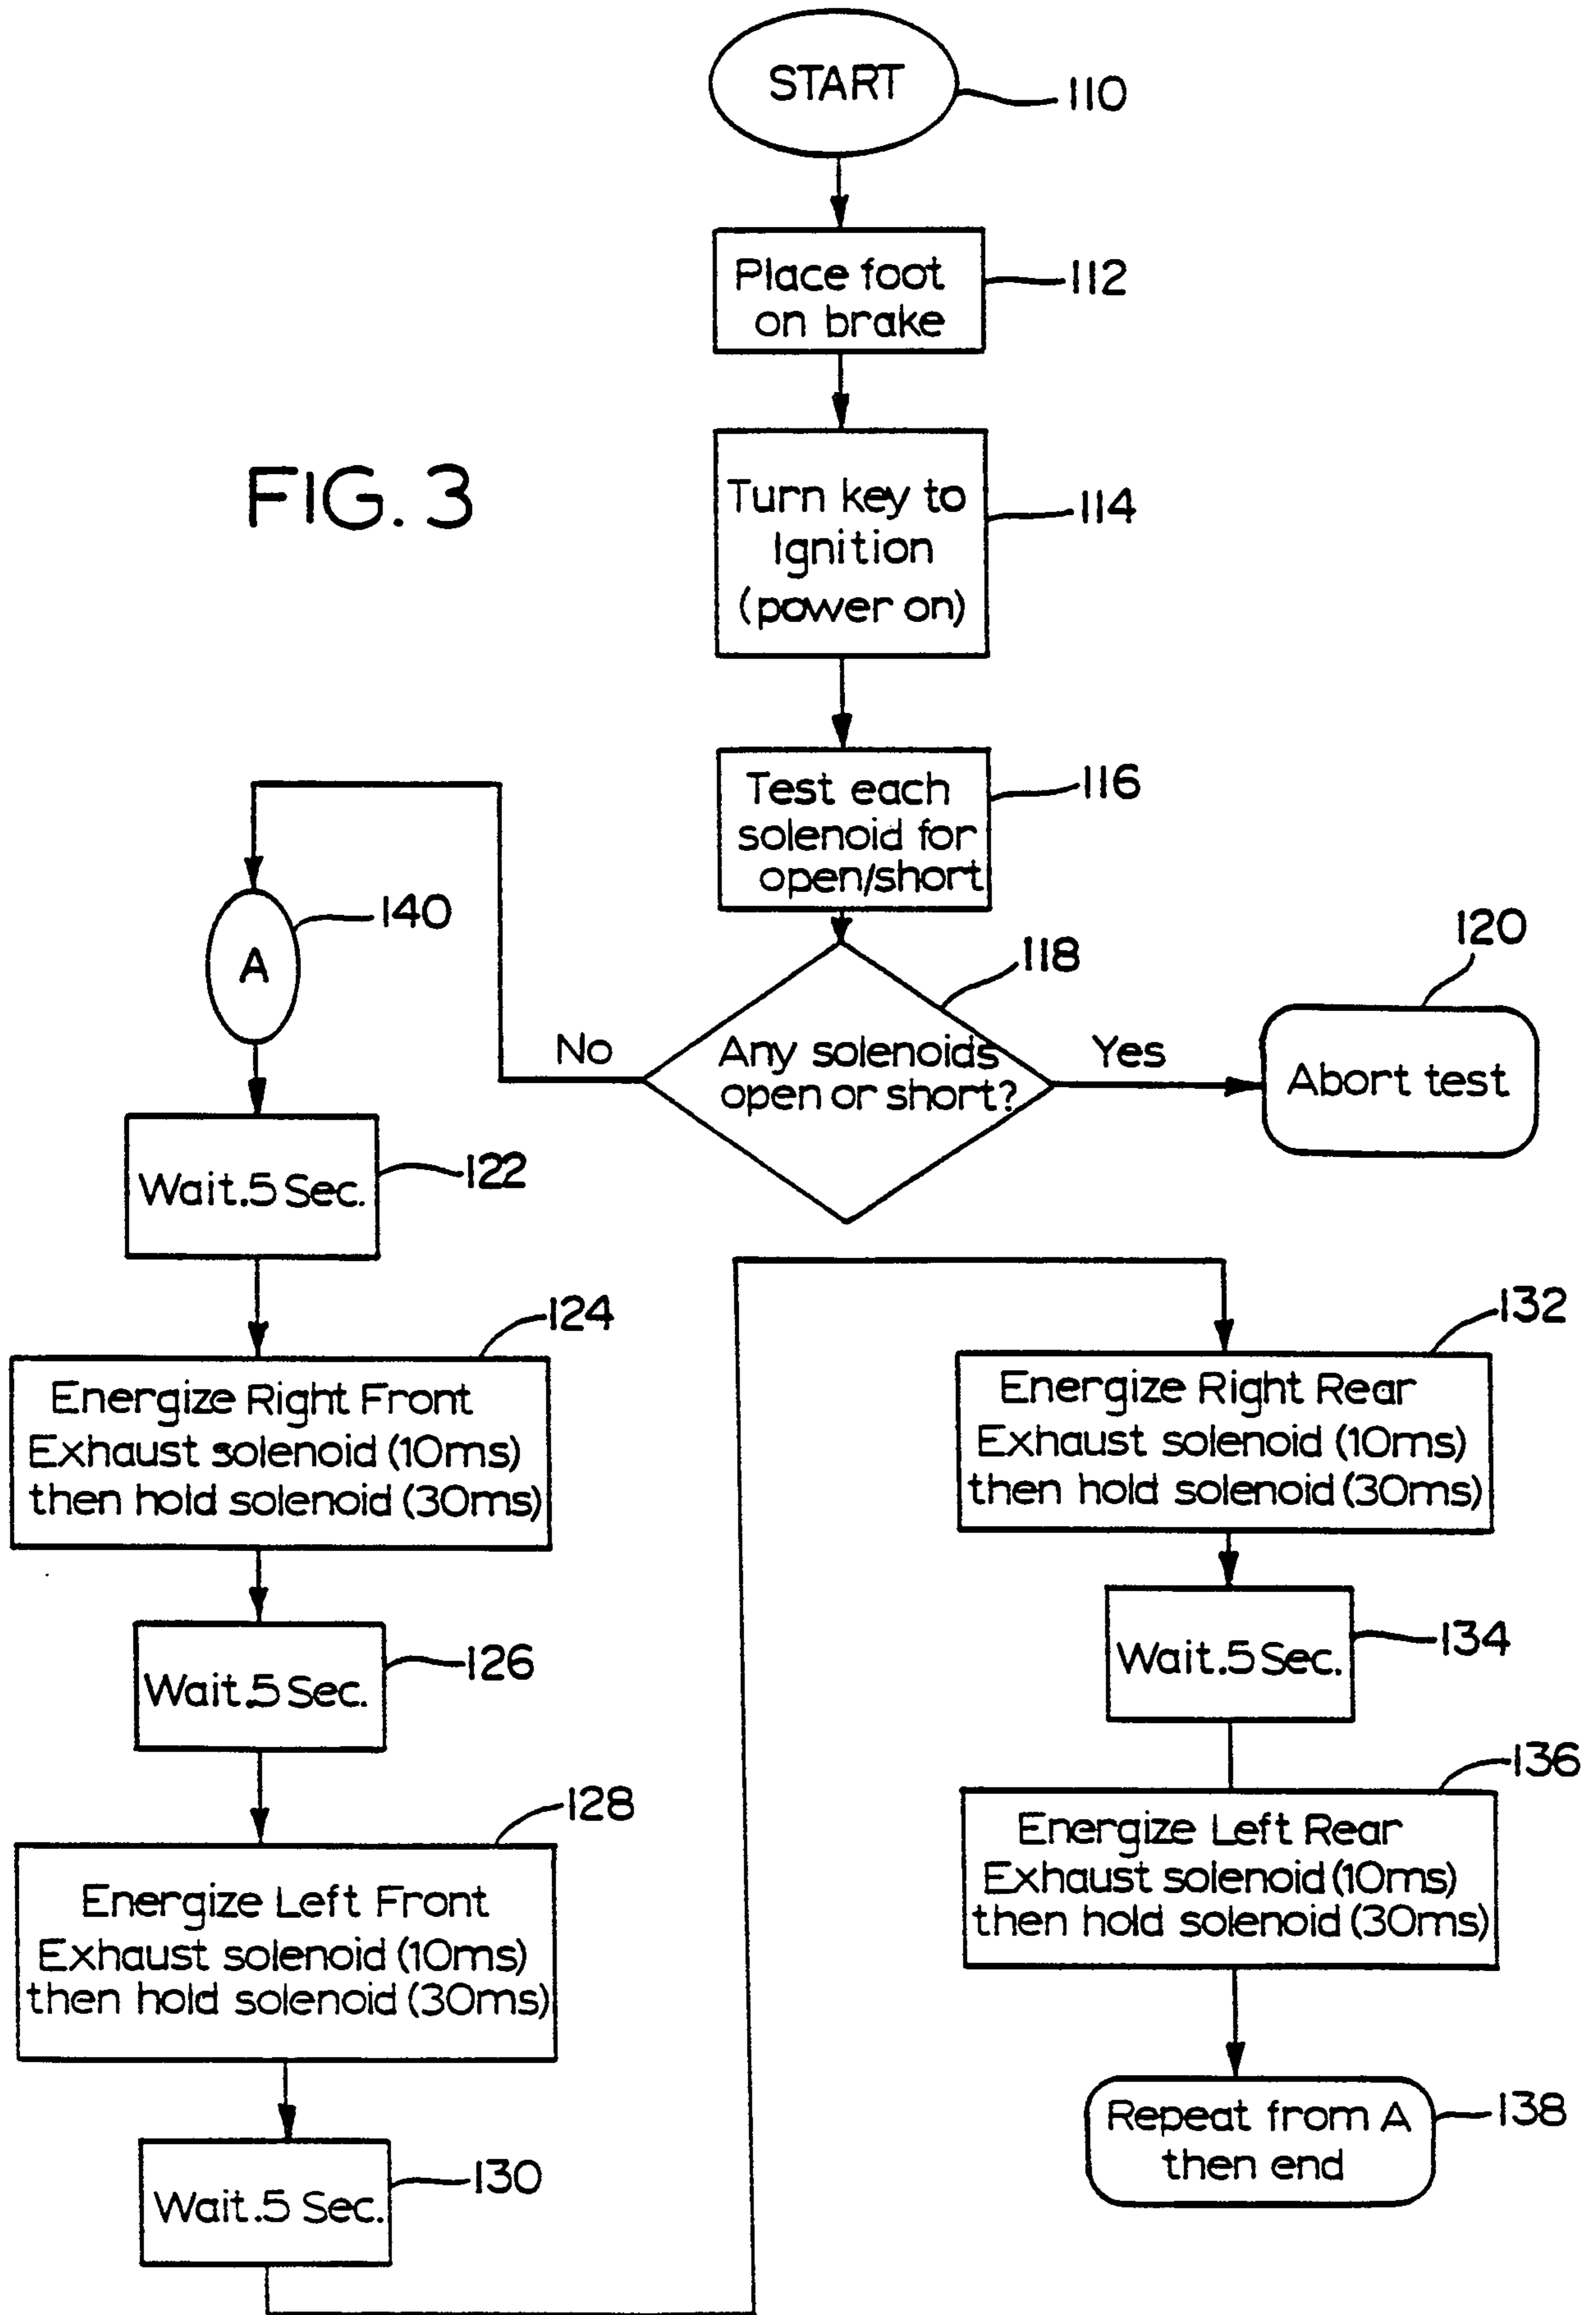 START
110
Place foot
on brake
112
FIG. 3
Turn key to
Ignition
(power on)
114
Test each
solenoid for
open/short
116
140
A
118
120
No
Any solenoids
open or short?
Yes
Abort test
Wait.5 Sec.
122
124
Energize Right Front
Exhaust solenoid (10ms)
then hold solenoid (30ms)
Wait.5 Sec.
126
128
Energize Left Front
Exhaust solenoid (10ms)
then hold solenoid (30ms)
Wait.5 Sec.
130
132
Energize Right Rear
Exhaust solenoid (10ms)
then hold solenoid (30ms)
Wait.5 Sec.
134
136
Energize Left Rear
Exhaust solenoid (10ms)
then hold solenoid (30ms)
Repeat from A
then end
138